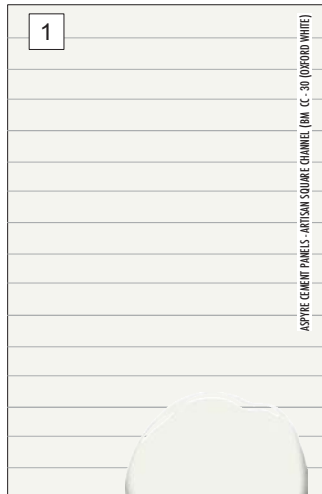 1
ASPYRE CEMENT PANELS - ARTISAN SQUARE CHANNEL (BM CC - 30 (OXFORD WHITE)